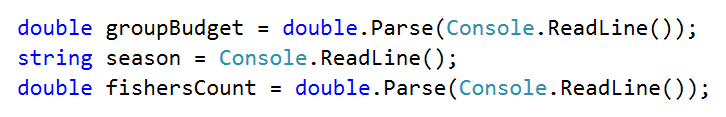 double groupBudget = double.Parse(Console.ReadLine());
string season = Console.ReadLine();
double fishersCount = double.Parse(Console.ReadLine());